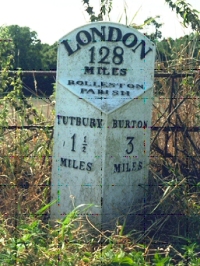 LONDON
128
MILES
ROLLESTON
PARISH
TUTBURY BURTON
1½ 3
MILES MILES